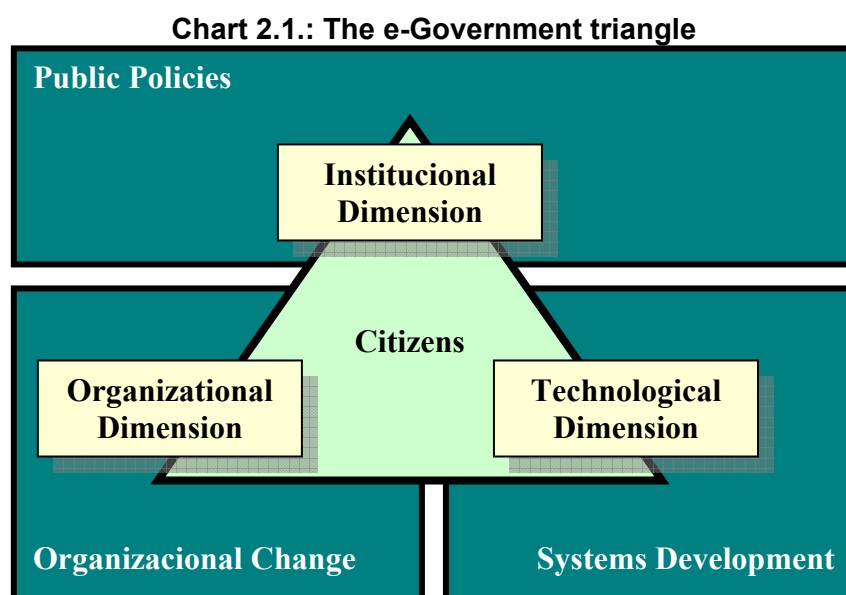 Chart 2.1.: The e-Government triangle
Public Policies
Institucional
Dimension
Citizens
Organizational
Dimension
Technological
Dimension
Organizacional Change
Systems Development